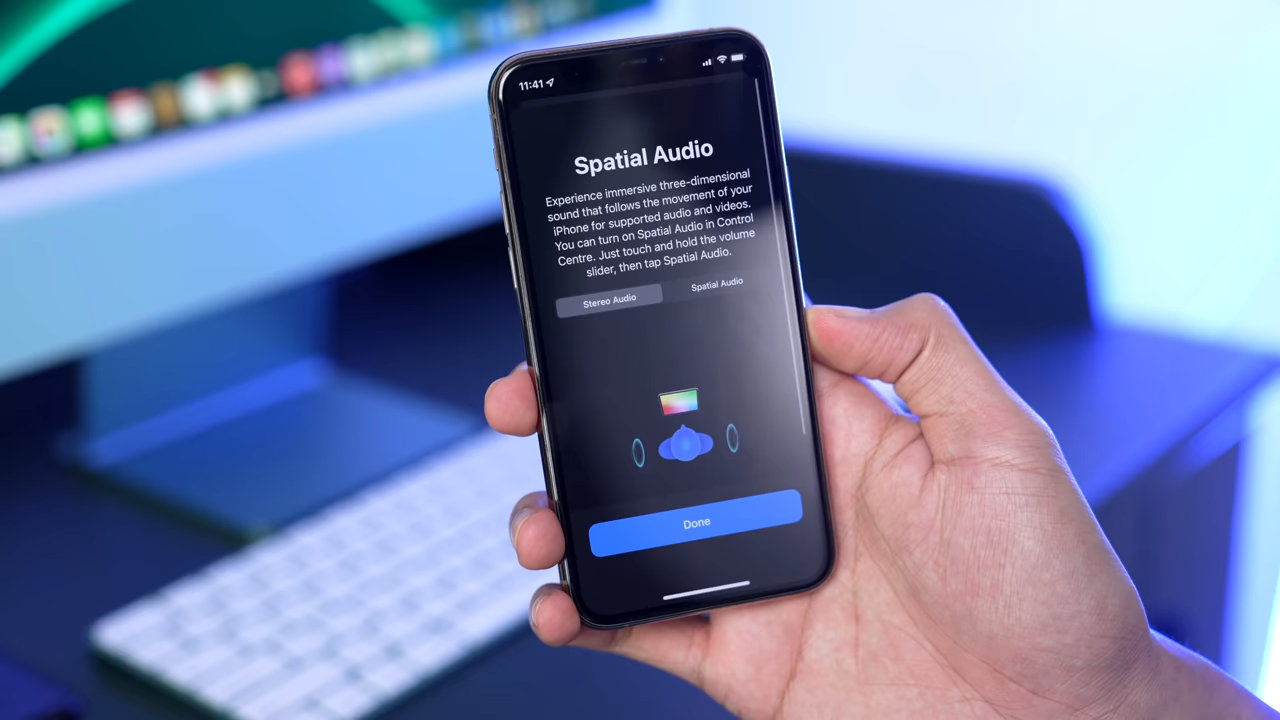 11:41
Spatial Audio
Experience immersive three-dimensional
sound that follows the movement of your
iPhone for supported audio and videos.
You can turn on Spatial Audio in Control
Centre. Just touch and hold the volume
slider, then tap Spatial Audio.
Stereo Audio
Spatial Audio
Done